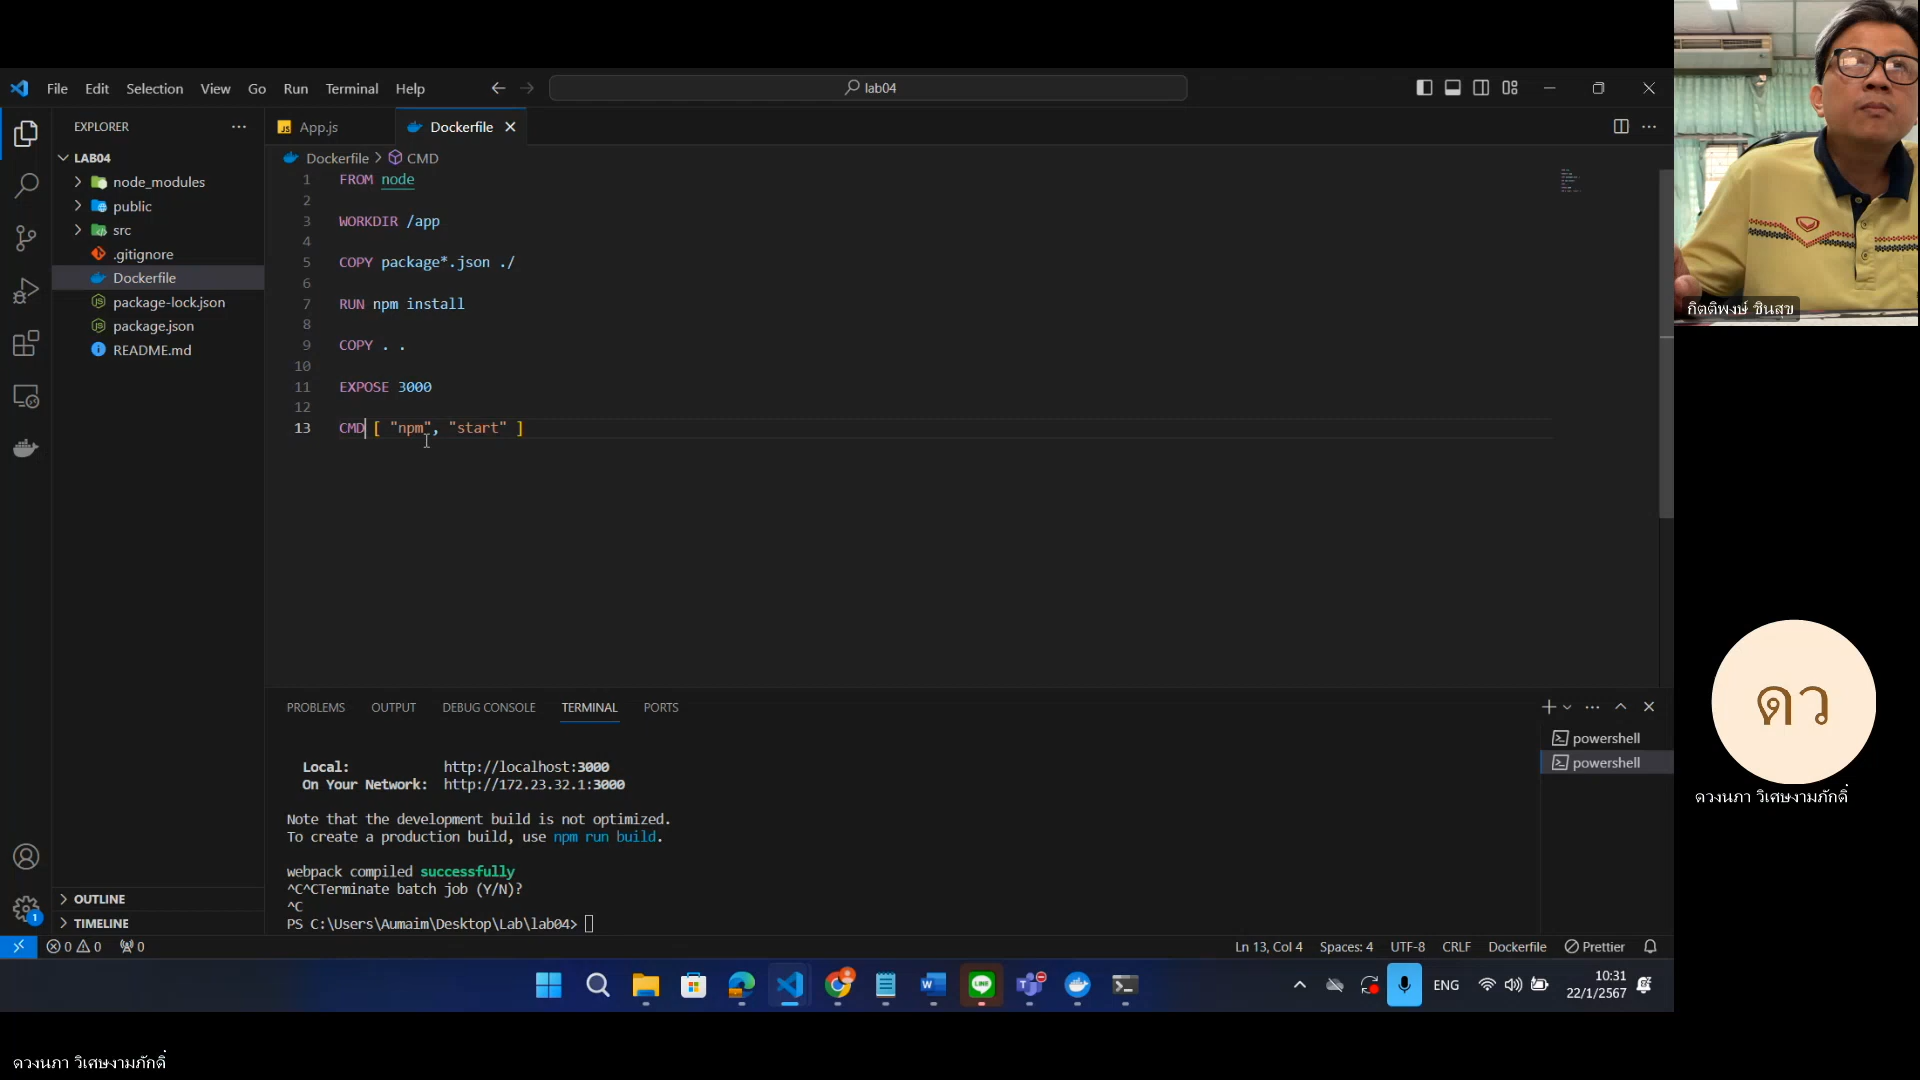 File Edit Selection View Go Run Terminal Help
lab04
EXPLORER
App.js
Dockerfile
LAB04
Dockerfile > CMD
node_modules
public
src
.gitignore
Dockerfile
package-lock.json
package.json
README.md
1 FROM node
2
3 WORKDIR /app
4
5 COPY package*.json ./
6
7 RUN npm install
8
9 COPY . .
10
11 EXPOSE 3000
12
13 CMD [ "npm", "start" ]
PROBLEMS OUTPUT DEBUG CONSOLE TERMINAL PORTS
powershell
powershell
Local: http://localhost:3000
On Your Network: http://172.23.32.1:3000
Note that the development build is not optimized.
To create a production build, use npm run build.
webpack compiled successfully
^C^CTerminate batch job (Y/N)?
^C
PS C:\Users\Aumaim\Desktop\Lab\lab04>
OUTLINE
TIMELINE
1
0 0 0
Ln 13, Col 4 Spaces: 4 UTF-8 CRLF Dockerfile Prettier
ENG
10:31
22/1/2567
กิตติพงษ์ ชินสุข
ดว
ดวงนภา วิเศษงามภักดิ์
ดวงนภา วิเศษงามภักดิ์